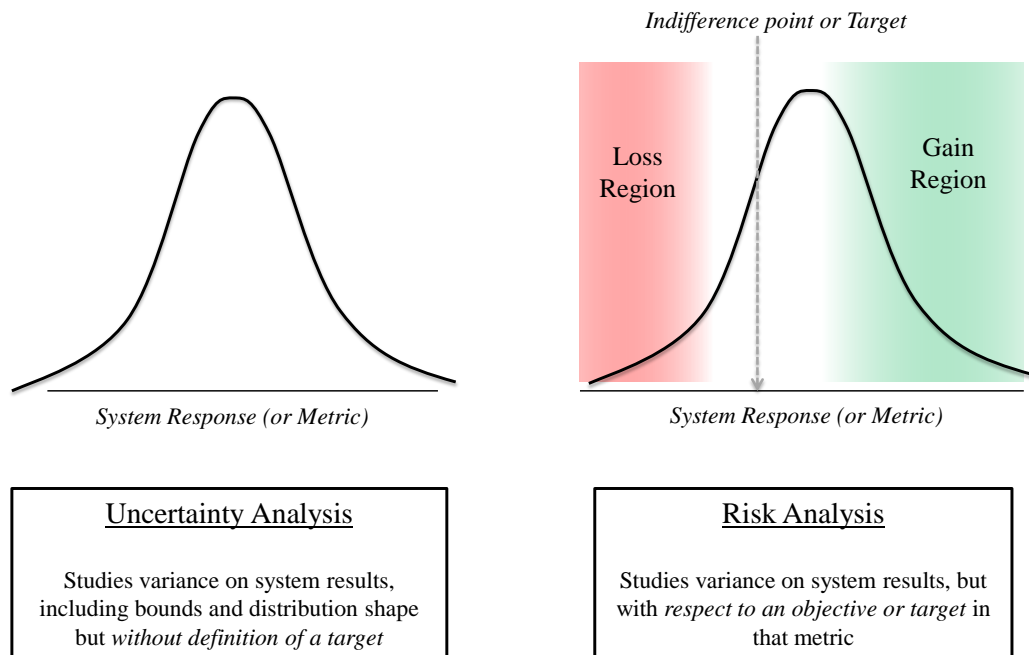 Indifference point or Target
Loss
Region
Gain
Region
System Response (or Metric)
System Response (or Metric)
Uncertainty Analysis
Studies variance on system results,
including bounds and distribution shape
but without definition of a target
Risk Analysis
Studies variance on system results, but
with respect to an objective or target in
that metric